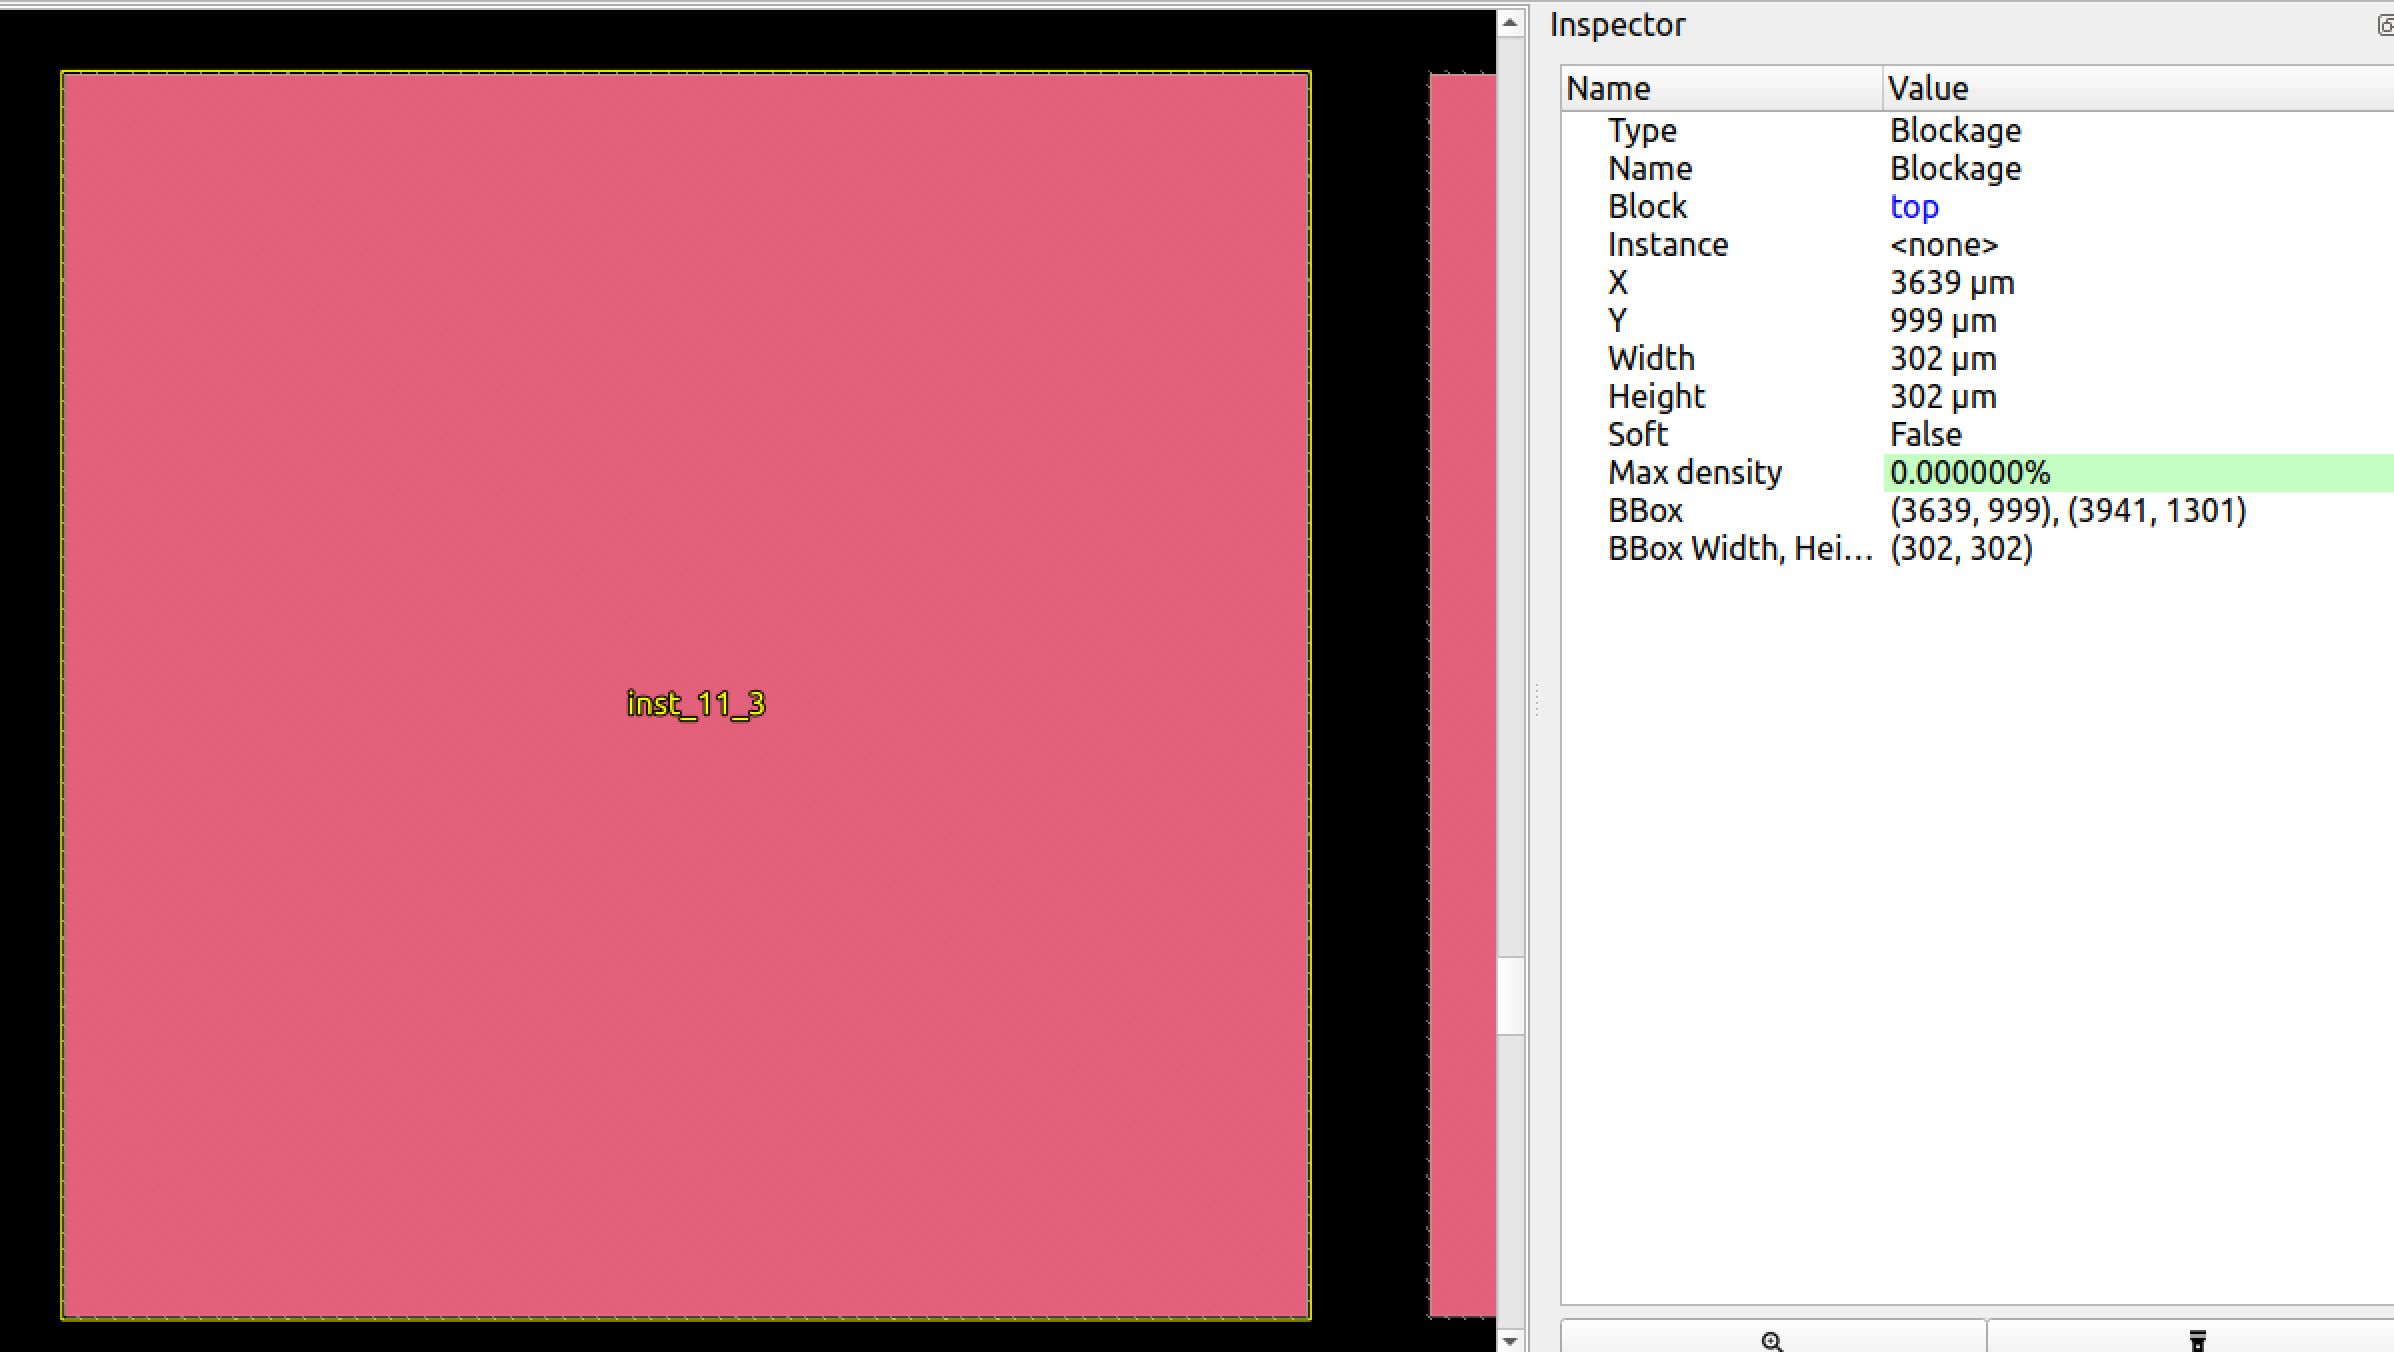 inst_11_3
Inspector
Name Value
Type Blockage
Name Blockage
Block top
Instance <none>
X 3639 µm
Y 999 µm
Width 302 µm
Height 302 µm
Soft False
Max density 0.000000%
BBox (3639, 999), (3941, 1301)
BBox Width, Hei... (302, 302)